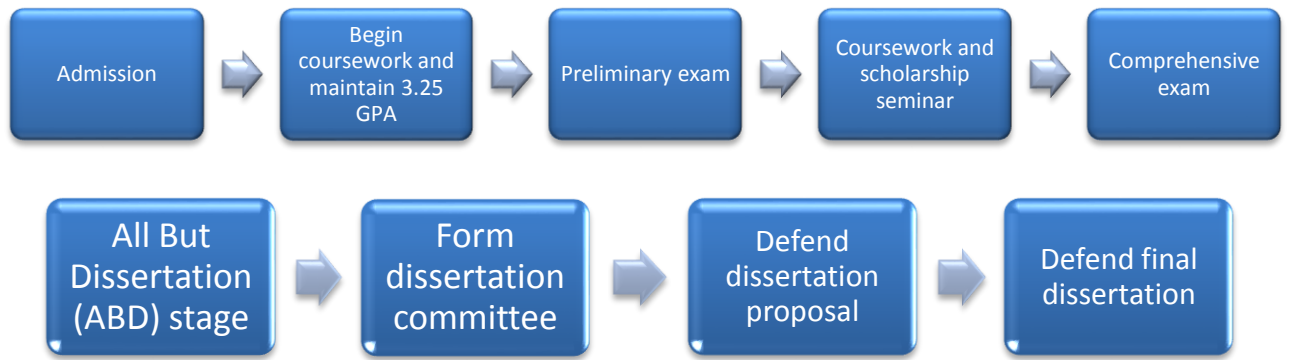 Admission
Begin
coursework and
maintain 3.25
GPA
Preliminary exam
Coursework and
scholarship
seminar
Comprehensive
exam
All But
Dissertation
(ABD) stage
Form
dissertation
committee
Defend
dissertation
proposal
Defend final
dissertation